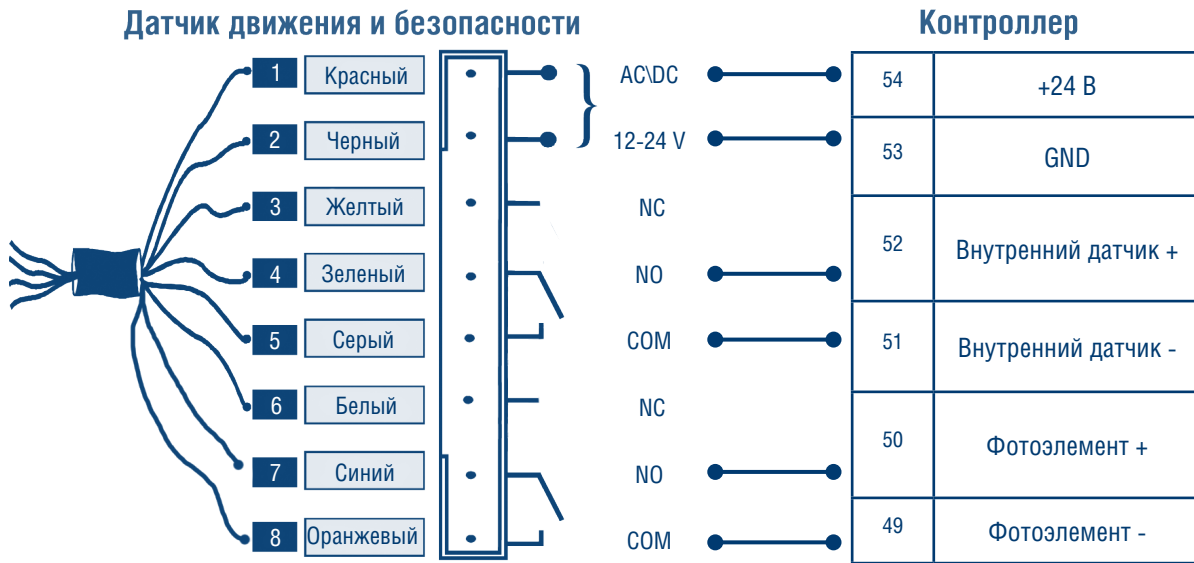 Датчик движения и безопасности Контроллер
1 Красный AC\DC 54 +24 В
2 Черный 12-24 V 53 GND
3 Желтый NC
4 Зеленый NO 52 Внутренний датчик +
5 Серый COM 51 Внутренний датчик -
6 Белый NC
7 Синий NO 50 Фотоэлемент +
8 Оранжевый COM 49 Фотоэлемент -